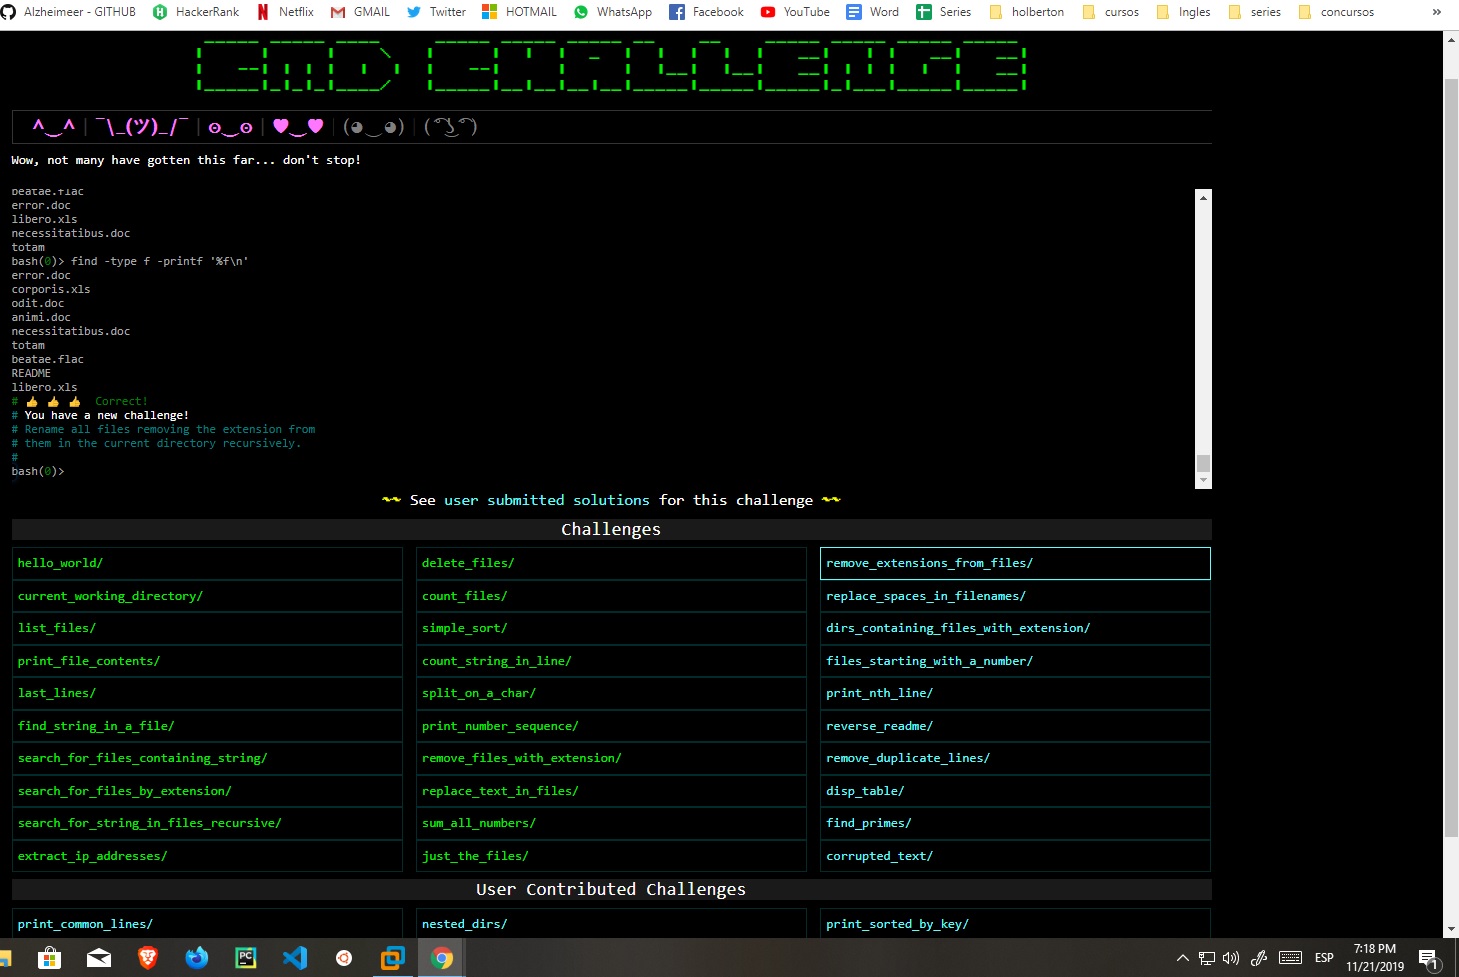 Alzheimeer - GITHUB HackerRank Netflix GMAIL Twitter HOTMAIL WhatsApp Facebook YouTube Word Series holberton cursos Ingles series concursos »
CMD CHALLENGE
^‿^ | ¯\_(ツ)_/¯ | ʘ‿ʘ | ♥‿♥ | (◕‿◕) | ( ͡° ͜ʖ ͡°)
Wow, not many have gotten this far... don't stop!
beatae.flac
error.doc
libero.xls
necessitatibus.doc
totam
bash(0)> find -type f -printf '%f\n'
error.doc
corporis.xls
odit.doc
animi.doc
necessitatibus.doc
totam
beatae.flac
README
libero.xls
# 👍 👍 👍 Correct!
# You have a new challenge!
# Rename all files removing the extension from
# them in the current directory recursively.
#
bash(0)>
~~ See user submitted solutions for this challenge ~~
Challenges
hello_world/ delete_files/ remove_extensions_from_files/
current_working_directory/ count_files/ replace_spaces_in_filenames/
list_files/ simple_sort/ dirs_containing_files_with_extension/
print_file_contents/ count_string_in_line/ files_starting_with_a_number/
last_lines/ split_on_a_char/ print_nth_line/
find_string_in_a_file/ print_number_sequence/ reverse_readme/
search_for_files_containing_string/ remove_files_with_extension/ remove_duplicate_lines/
search_for_files_by_extension/ replace_text_in_files/ disp_table/
search_for_string_in_files_recursive/ sum_all_numbers/ find_primes/
extract_ip_addresses/ just_the_files/ corrupted_text/
User Contributed Challenges
print_common_lines/ nested_dirs/ print_sorted_by_key/
PC ESP 7:18 PM
11/21/2019 1